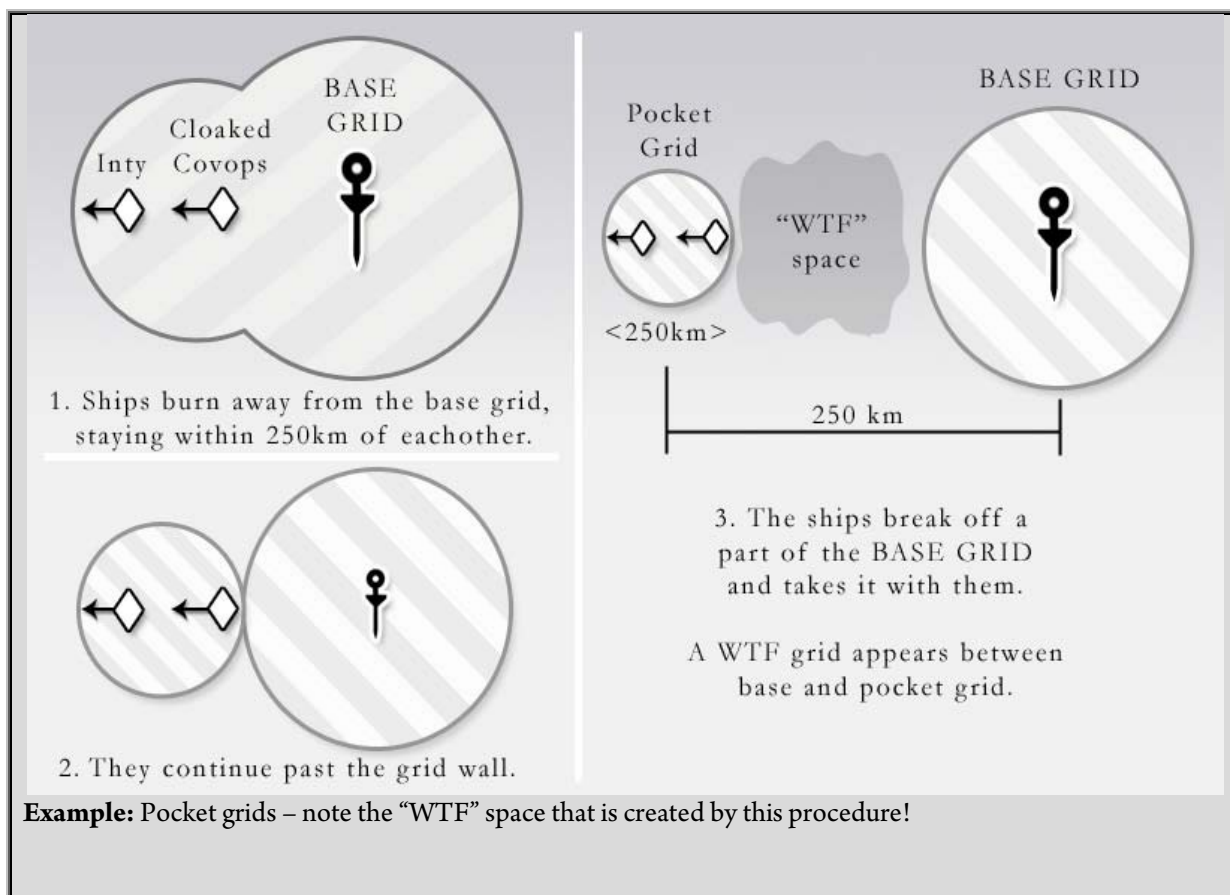 BASE
GRID
Cloaked
Covops
Inty
1. Ships burn away from the base grid,
staying within 250km of eachother.
2. They continue past the grid wall.
BASE GRID
Pocket
Grid
“WTF”
space
<250km>
250 km
3. The ships break off a
part of the BASE GRID
and takes it with them.
A WTF grid appears between
base and pocket grid.
Example: Pocket grids – note the “WTF” space that is created by this procedure!